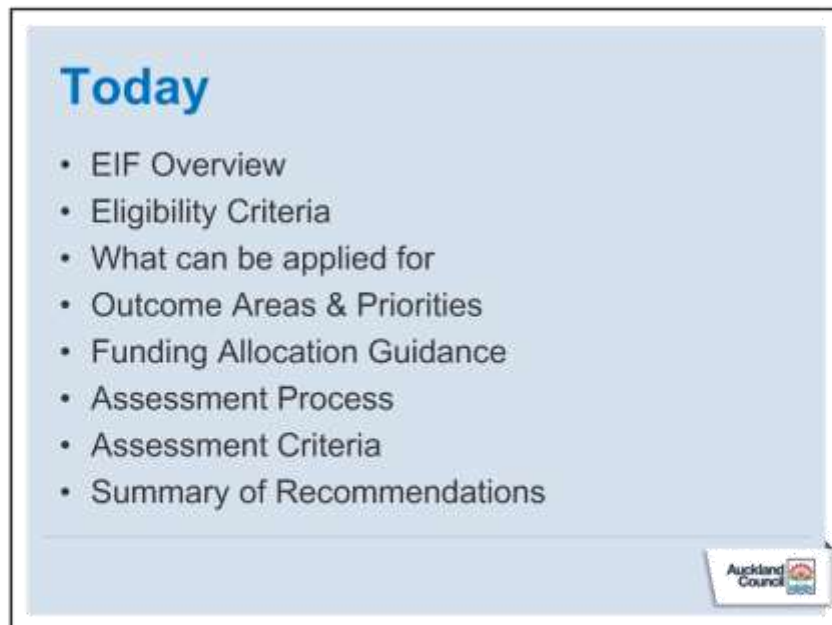 Today
• EIF Overview
• Eligibility Criteria
• What can be applied for
• Outcome Areas & Priorities
• Funding Allocation Guidance
• Assessment Process
• Assessment Criteria
• Summary of Recommendations
Auckland
Council